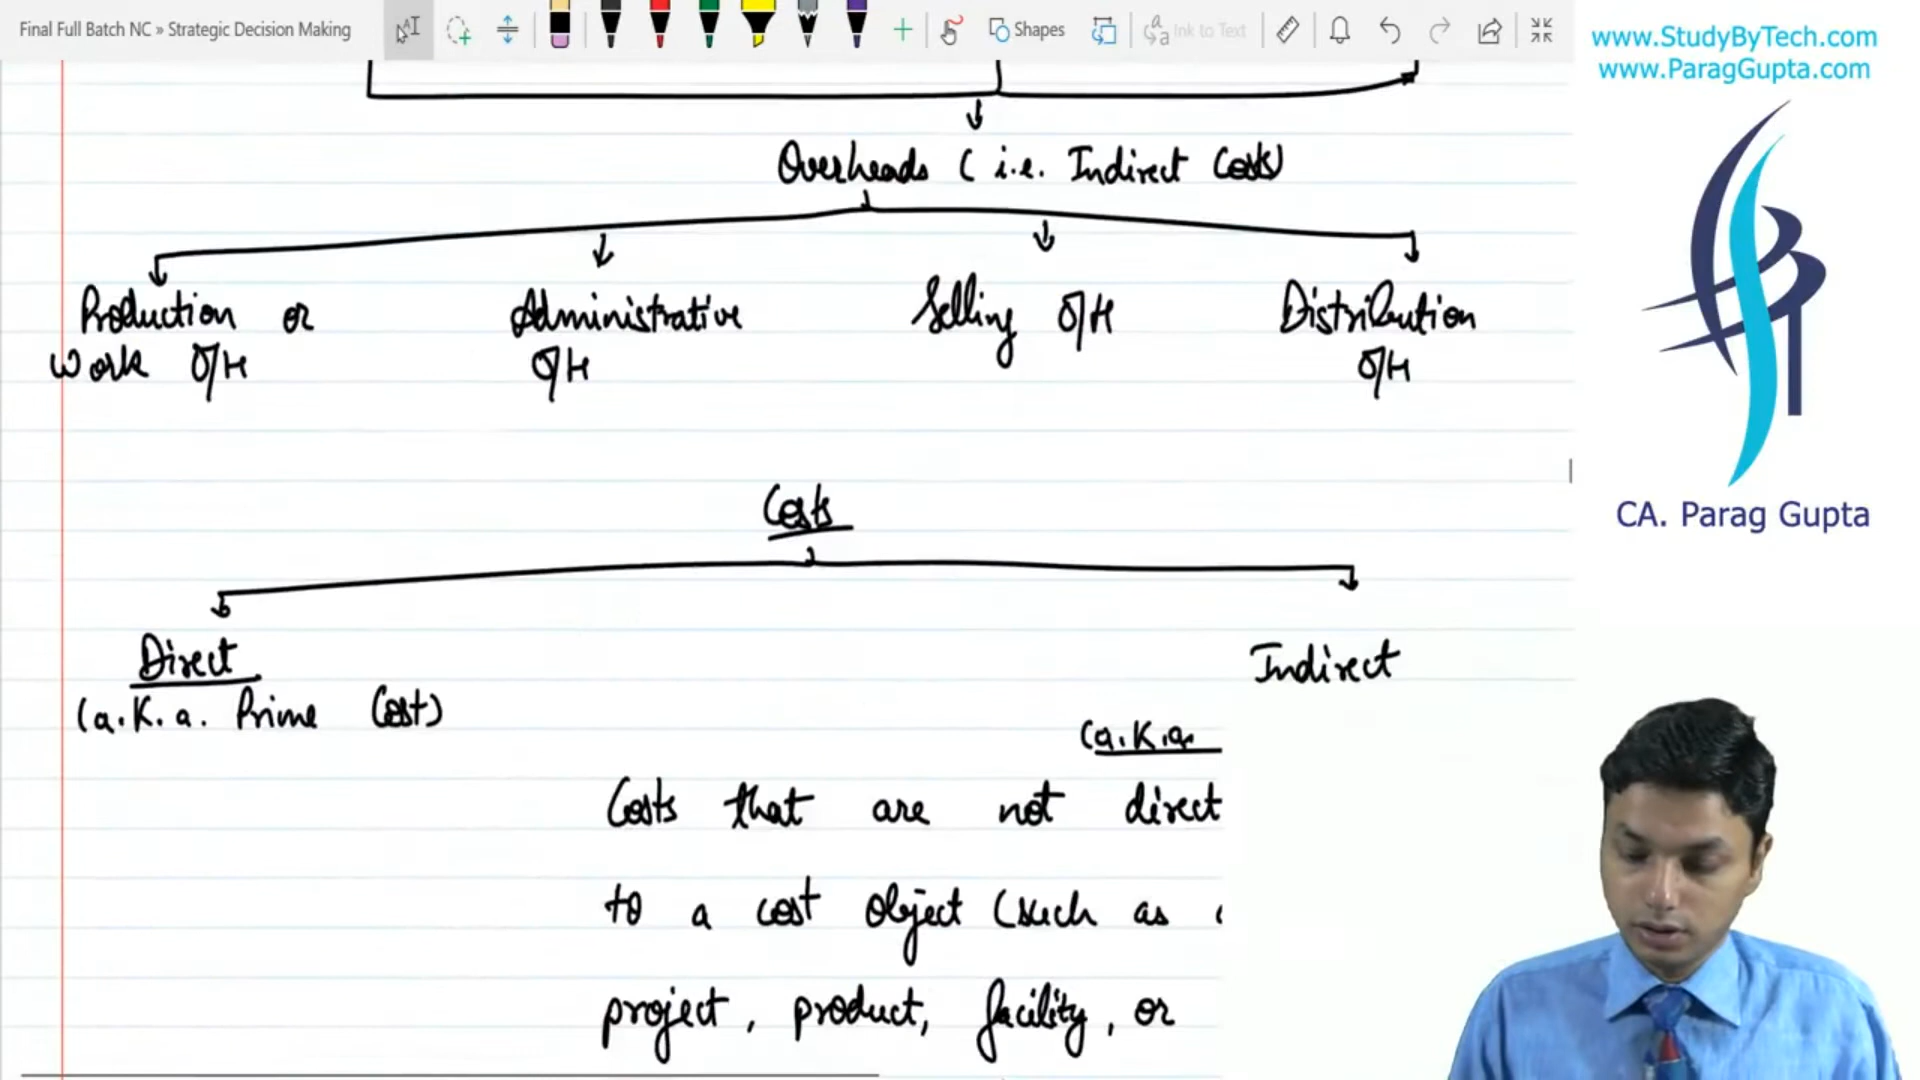 Final Full Batch NC » Strategic Decision Making
Shapes
Ink to Text
www.StudyByTech.com
www.ParagGupta.com
Overheads ( i.e. Indirect Costs)
Production or
Work O/H
Administrative
O/H
Selling O/H
Distribution
O/H
CA. Parag Gupta
Costs
Direct
(a.K.a. Prime Cost)
Indirect
(a.K.a.
Costs that are not direct
to a cost object (such as
project, product, facility, or